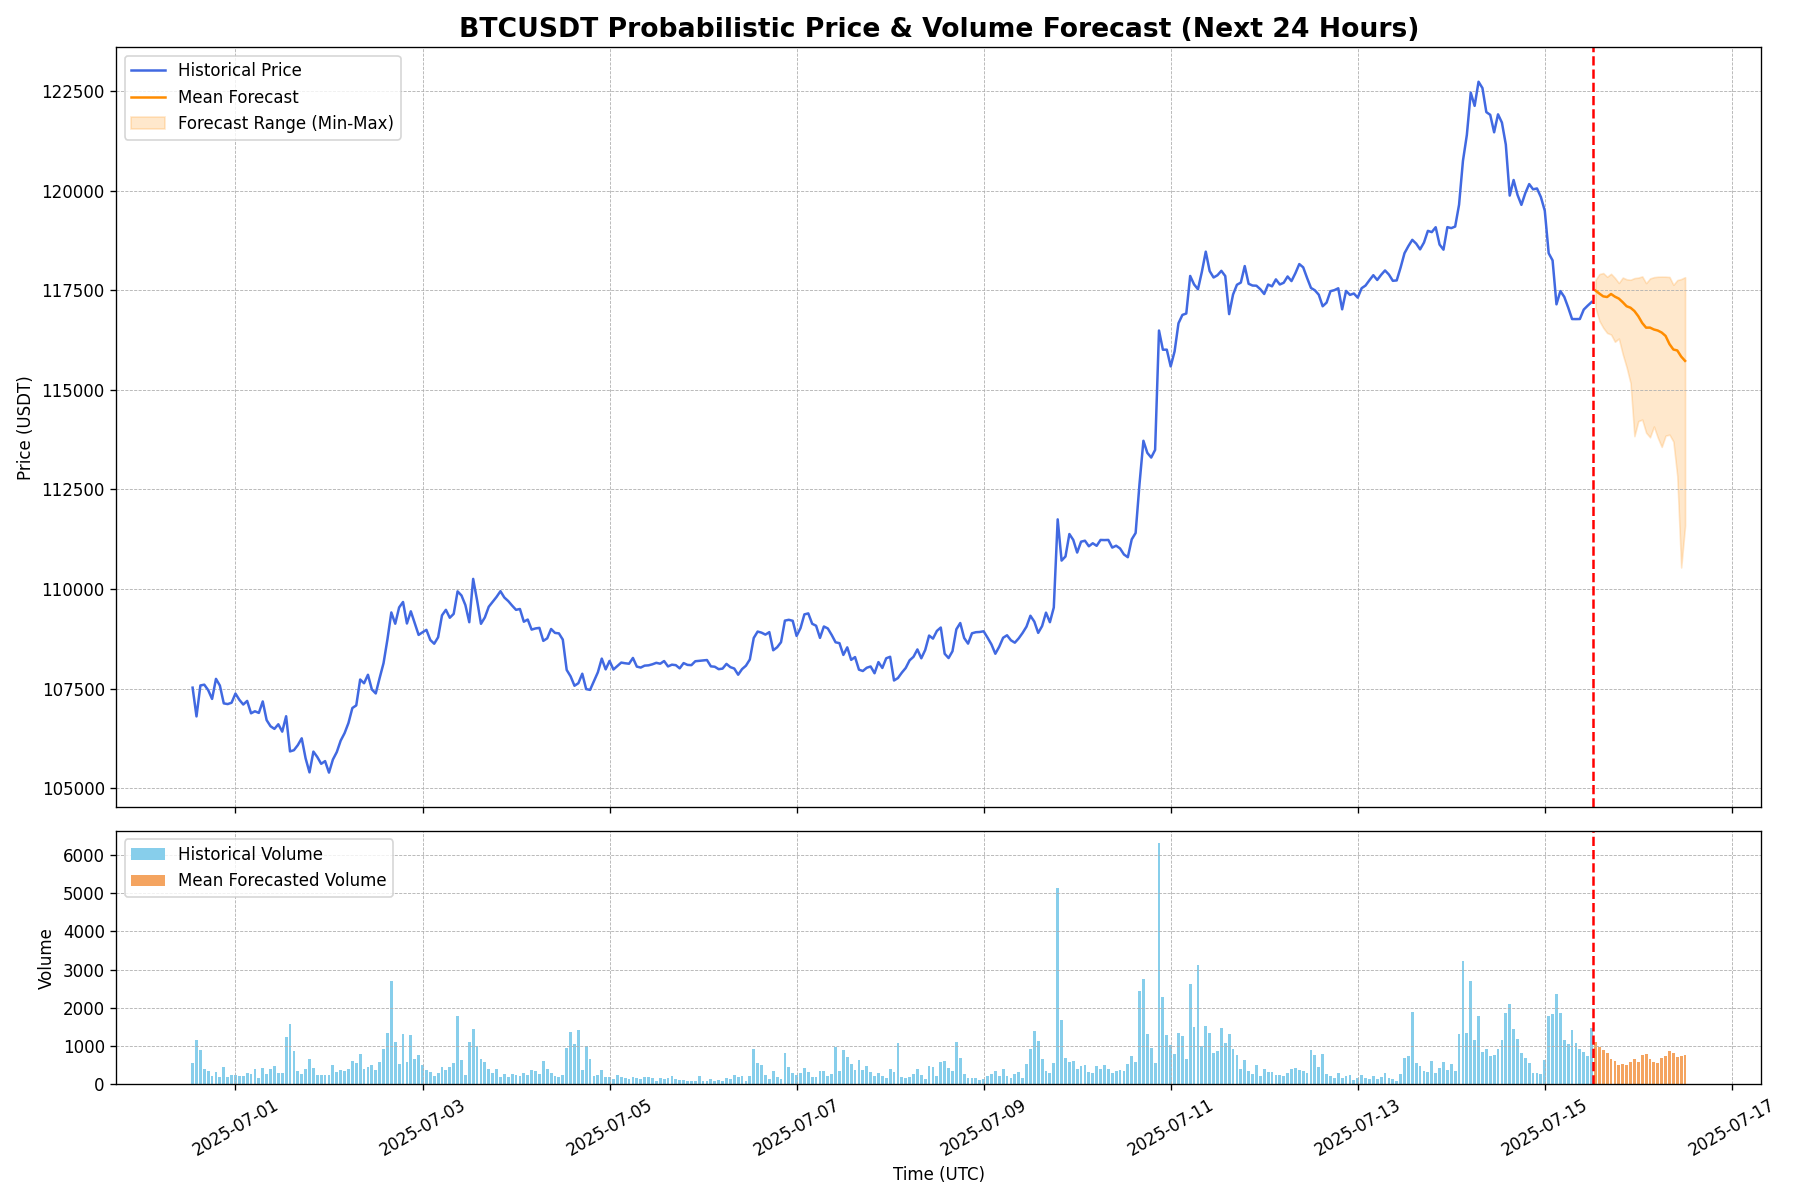 BTCUSDT Probabilistic Price & Volume Forecast (Next 24 Hours)
Historical Price
Mean Forecast
Forecast Range (Min-Max)
122500
120000
117500
115000
112500
110000
107500
105000
Price (USDT)
Historical Volume
Mean Forecasted Volume
6000
5000
4000
3000
2000
1000
0
Volume
2025-07-01
2025-07-03
2025-07-05
2025-07-07
2025-07-09
2025-07-11
2025-07-13
2025-07-15
2025-07-17
Time (UTC)